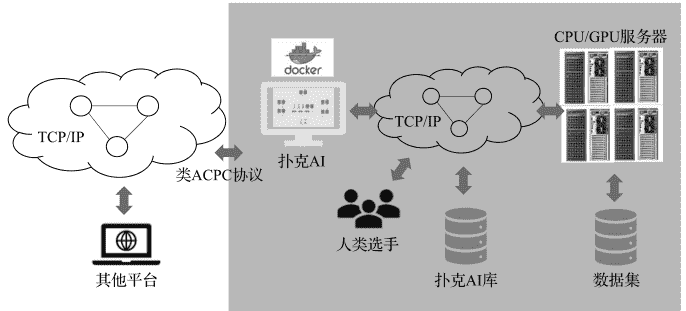 CPU/GPU服务器
docker
TCP/IP
TCP/IP
扑克AI
类ACPC协议
人类选手
其他平台
扑克AI库
数据集